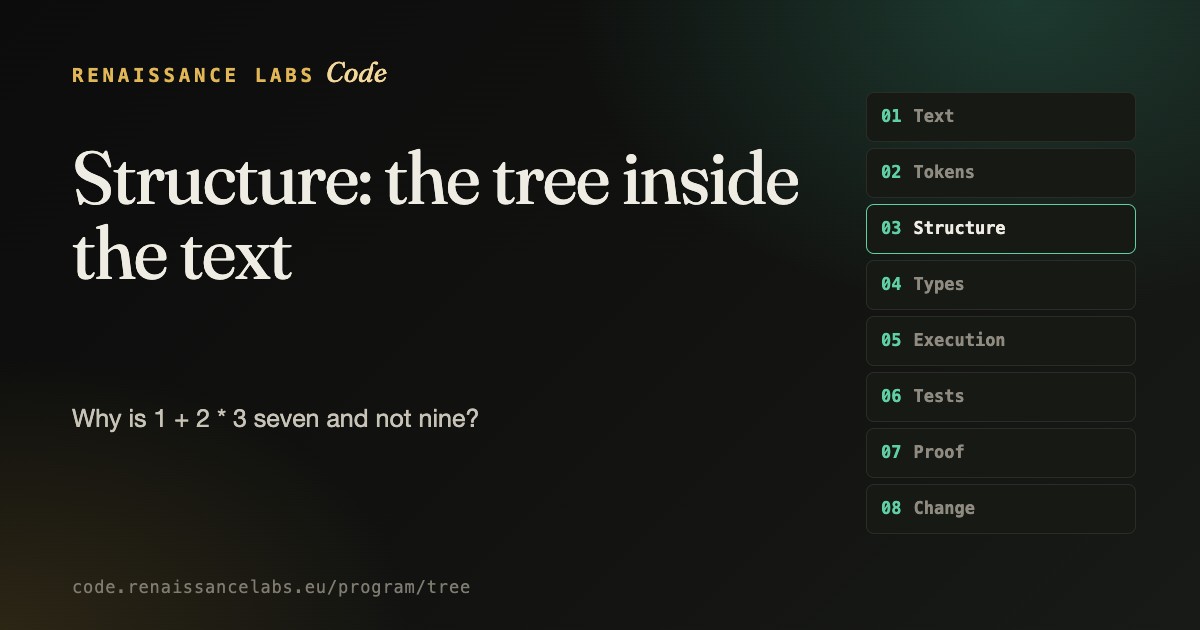 RENAISSANCE LABS Code
Structure: the tree inside
the text
Why is 1 + 2 * 3 seven and not nine?
code.renaissancelabs.eu/program/tree
01 Text
02 Tokens
03 Structure
04 Types
05 Execution
06 Tests
07 Proof
08 Change